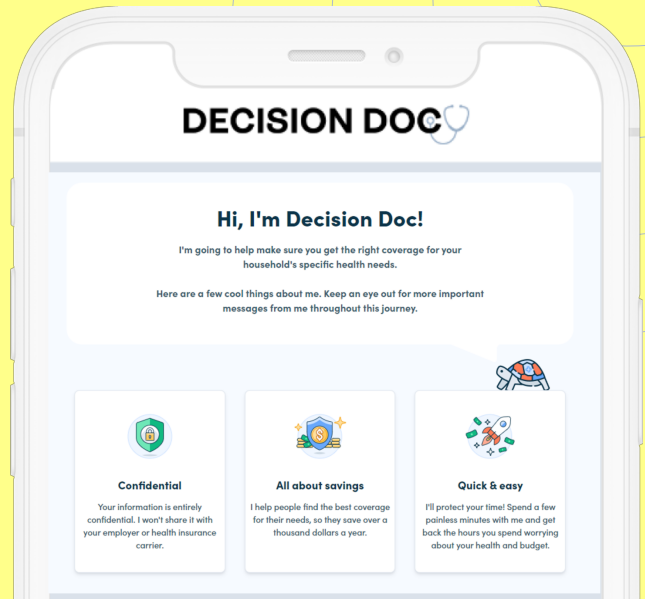 DECISION DOC
Hi, I'm Decision Doc!
I'm going to help make sure you get the right coverage for your
household's specific health needs.
Here are a few cool things about me. Keep an eye out for more important
messages from me throughout this journey.
Confidential
Your information is entirely
confidential. I won't share it with
your employer or health insurance
carrier.
All about savings
I help people find the best coverage
for their needs, so they save over a
thousand dollars a year.
Quick & easy
I'll protect your time! Spend a few
painless minutes with me and get
back the hours you spend worrying
about your health and budget.